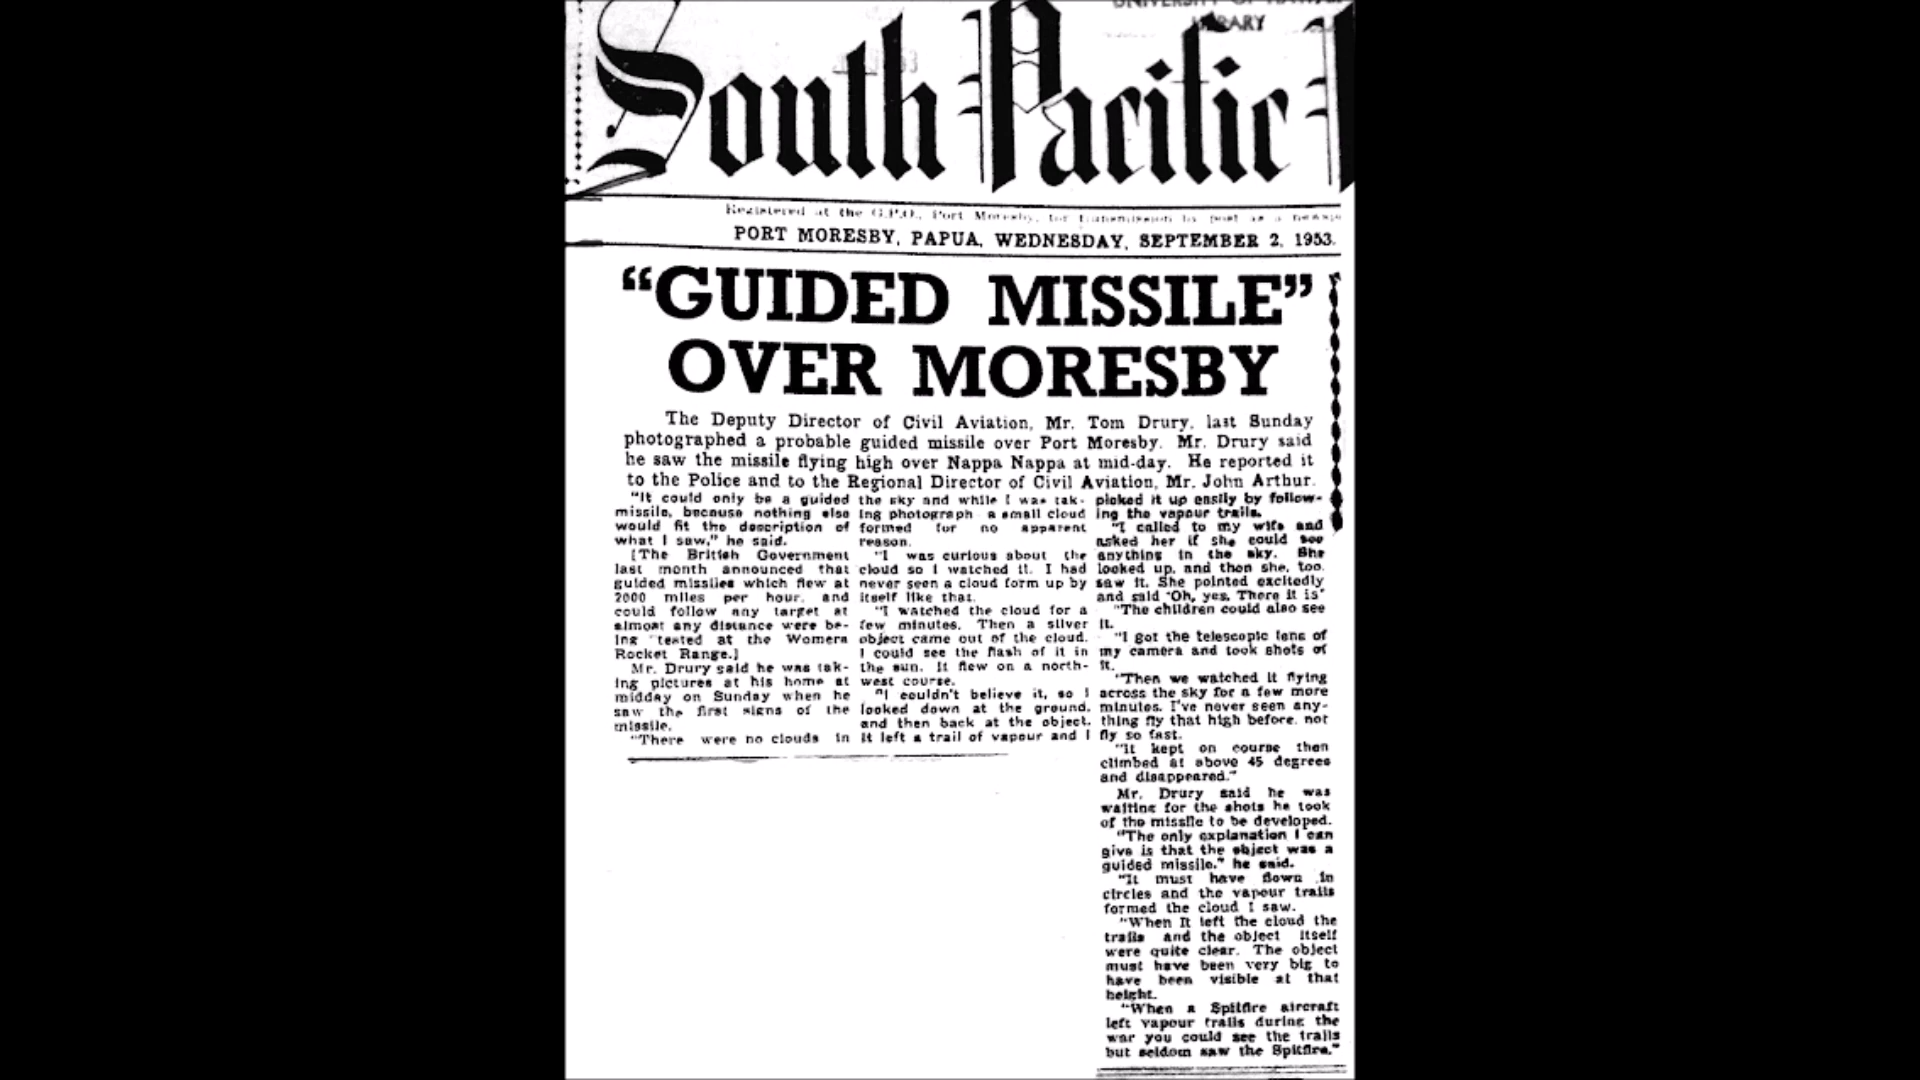 UNIVERSITY OF
LIBRARY
South Pacific
Registered at the G.P.O., Port Moresby, for transmission by post as a
PORT MORESBY, PAPUA, WEDNESDAY, SEPTEMBER 2, 1953.
“GUIDED MISSILE”
OVER MORESBY
The Deputy Director of Civil Aviation, Mr. Tom Drury, last Sunday
photographed a probable guided missile over Port Moresby. Mr. Drury said
he saw the missile flying high over Nappa Nappa at mid-day. He reported it
to the Police and to the Regional Director of Civil Aviation, Mr. John Arthur.
"It could only be a guided
missile, because nothing else
would fit the description of
what I saw," he said.
[The British Government
last month announced that
guided missiles which flew at
2000 miles per hour, and
could follow any target at
almost any distance were be-
ing tested at the Womera
Rocket Range.]
Mr. Drury said he was tak-
ing pictures at his home at
midday on Sunday when he
saw the first signs of the
missile.
"There were no clouds in
the sky and while I was tak-
ing photograph a small cloud
formed for no apparent
reason.
"I was curious about the
cloud so I watched it. I had
never seen a cloud form up by
itself like that.
"I watched the cloud for a
few minutes. Then a silver
object came out of the cloud.
I could see the flash of it in
the sun. It flew on a north-
west course.
"I couldn't believe it, so I
looked down at the ground,
and then back at the object.
It left a trail of vapour and I
picked it up easily by follow-
ing the vapour trails.
"I called to my wife and
asked her if she could see
anything in the sky. She
looked up, and then she, too,
saw it. She pointed excitedly
and said 'Oh, yes. There it is'
"The children could also see
it.
"I got the telescopic lens of
my camera and took shots of
it.
"Then we watched it flying
across the sky for a few more
minutes. I've never seen any-
thing fly that high before, not
fly so fast.
"It kept on course then
climbed at above 45 degrees
and disappeared."
Mr. Drury said he was
waiting for the shots he took
of the missile to be developed.
"The only explanation I can
give is that the object was a
guided missile," he said.
"It must have flown in
circles and the vapour trails
formed the cloud I saw.
"When it left the cloud the
trails and the object itself
were quite clear. The object
must have been very big to
have been visible at that
height.
"When a Spitfire aircraft
left vapour trails during the
war you could see the trails
but seldom saw the Spitfire."